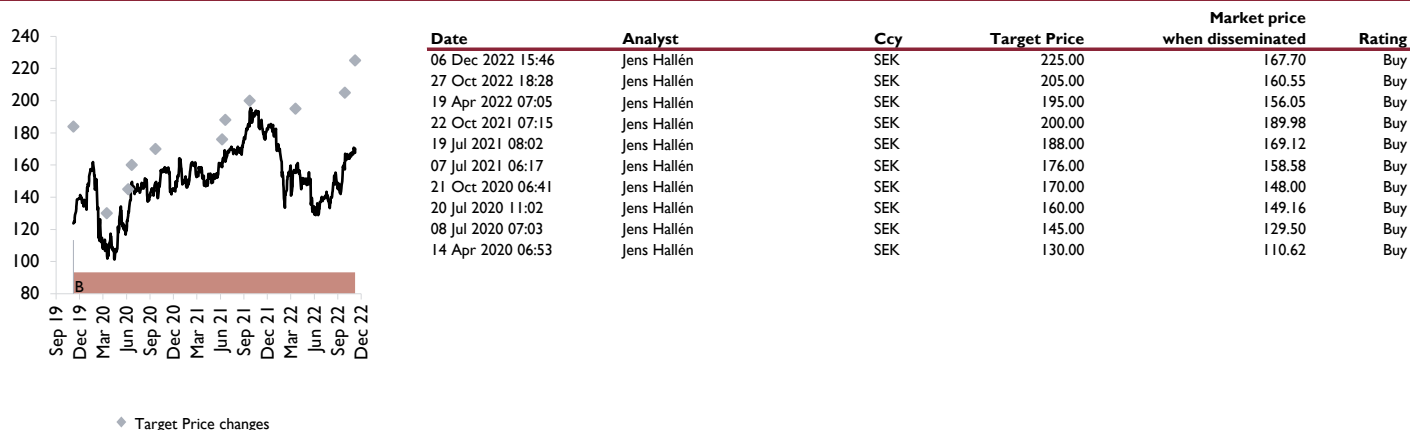 240
220
200
180
160
140
120
100
80
B
Sep 19
Dec 19
Mar 20
Jun 20
Sep 20
Dec 20
Mar 21
Jun 21
Sep 21
Dec 21
Mar 22
Jun 22
Sep 22
Dec 22
Target Price changes
Market price
Date Analyst Ccy Target Price when disseminated Rating
06 Dec 2022 15:46 Jens Hallén SEK 225.00 167.70 Buy
27 Oct 2022 18:28 Jens Hallén SEK 205.00 160.55 Buy
19 Apr 2022 07:05 Jens Hallén SEK 195.00 156.05 Buy
22 Oct 2021 07:15 Jens Hallén SEK 200.00 189.98 Buy
19 Jul 2021 08:02 Jens Hallén SEK 188.00 169.12 Buy
07 Jul 2021 06:17 Jens Hallén SEK 176.00 158.58 Buy
21 Oct 2020 06:41 Jens Hallén SEK 170.00 148.00 Buy
20 Jul 2020 11:02 Jens Hallén SEK 160.00 149.16 Buy
08 Jul 2020 07:03 Jens Hallén SEK 145.00 129.50 Buy
14 Apr 2020 06:53 Jens Hallén SEK 130.00 110.62 Buy